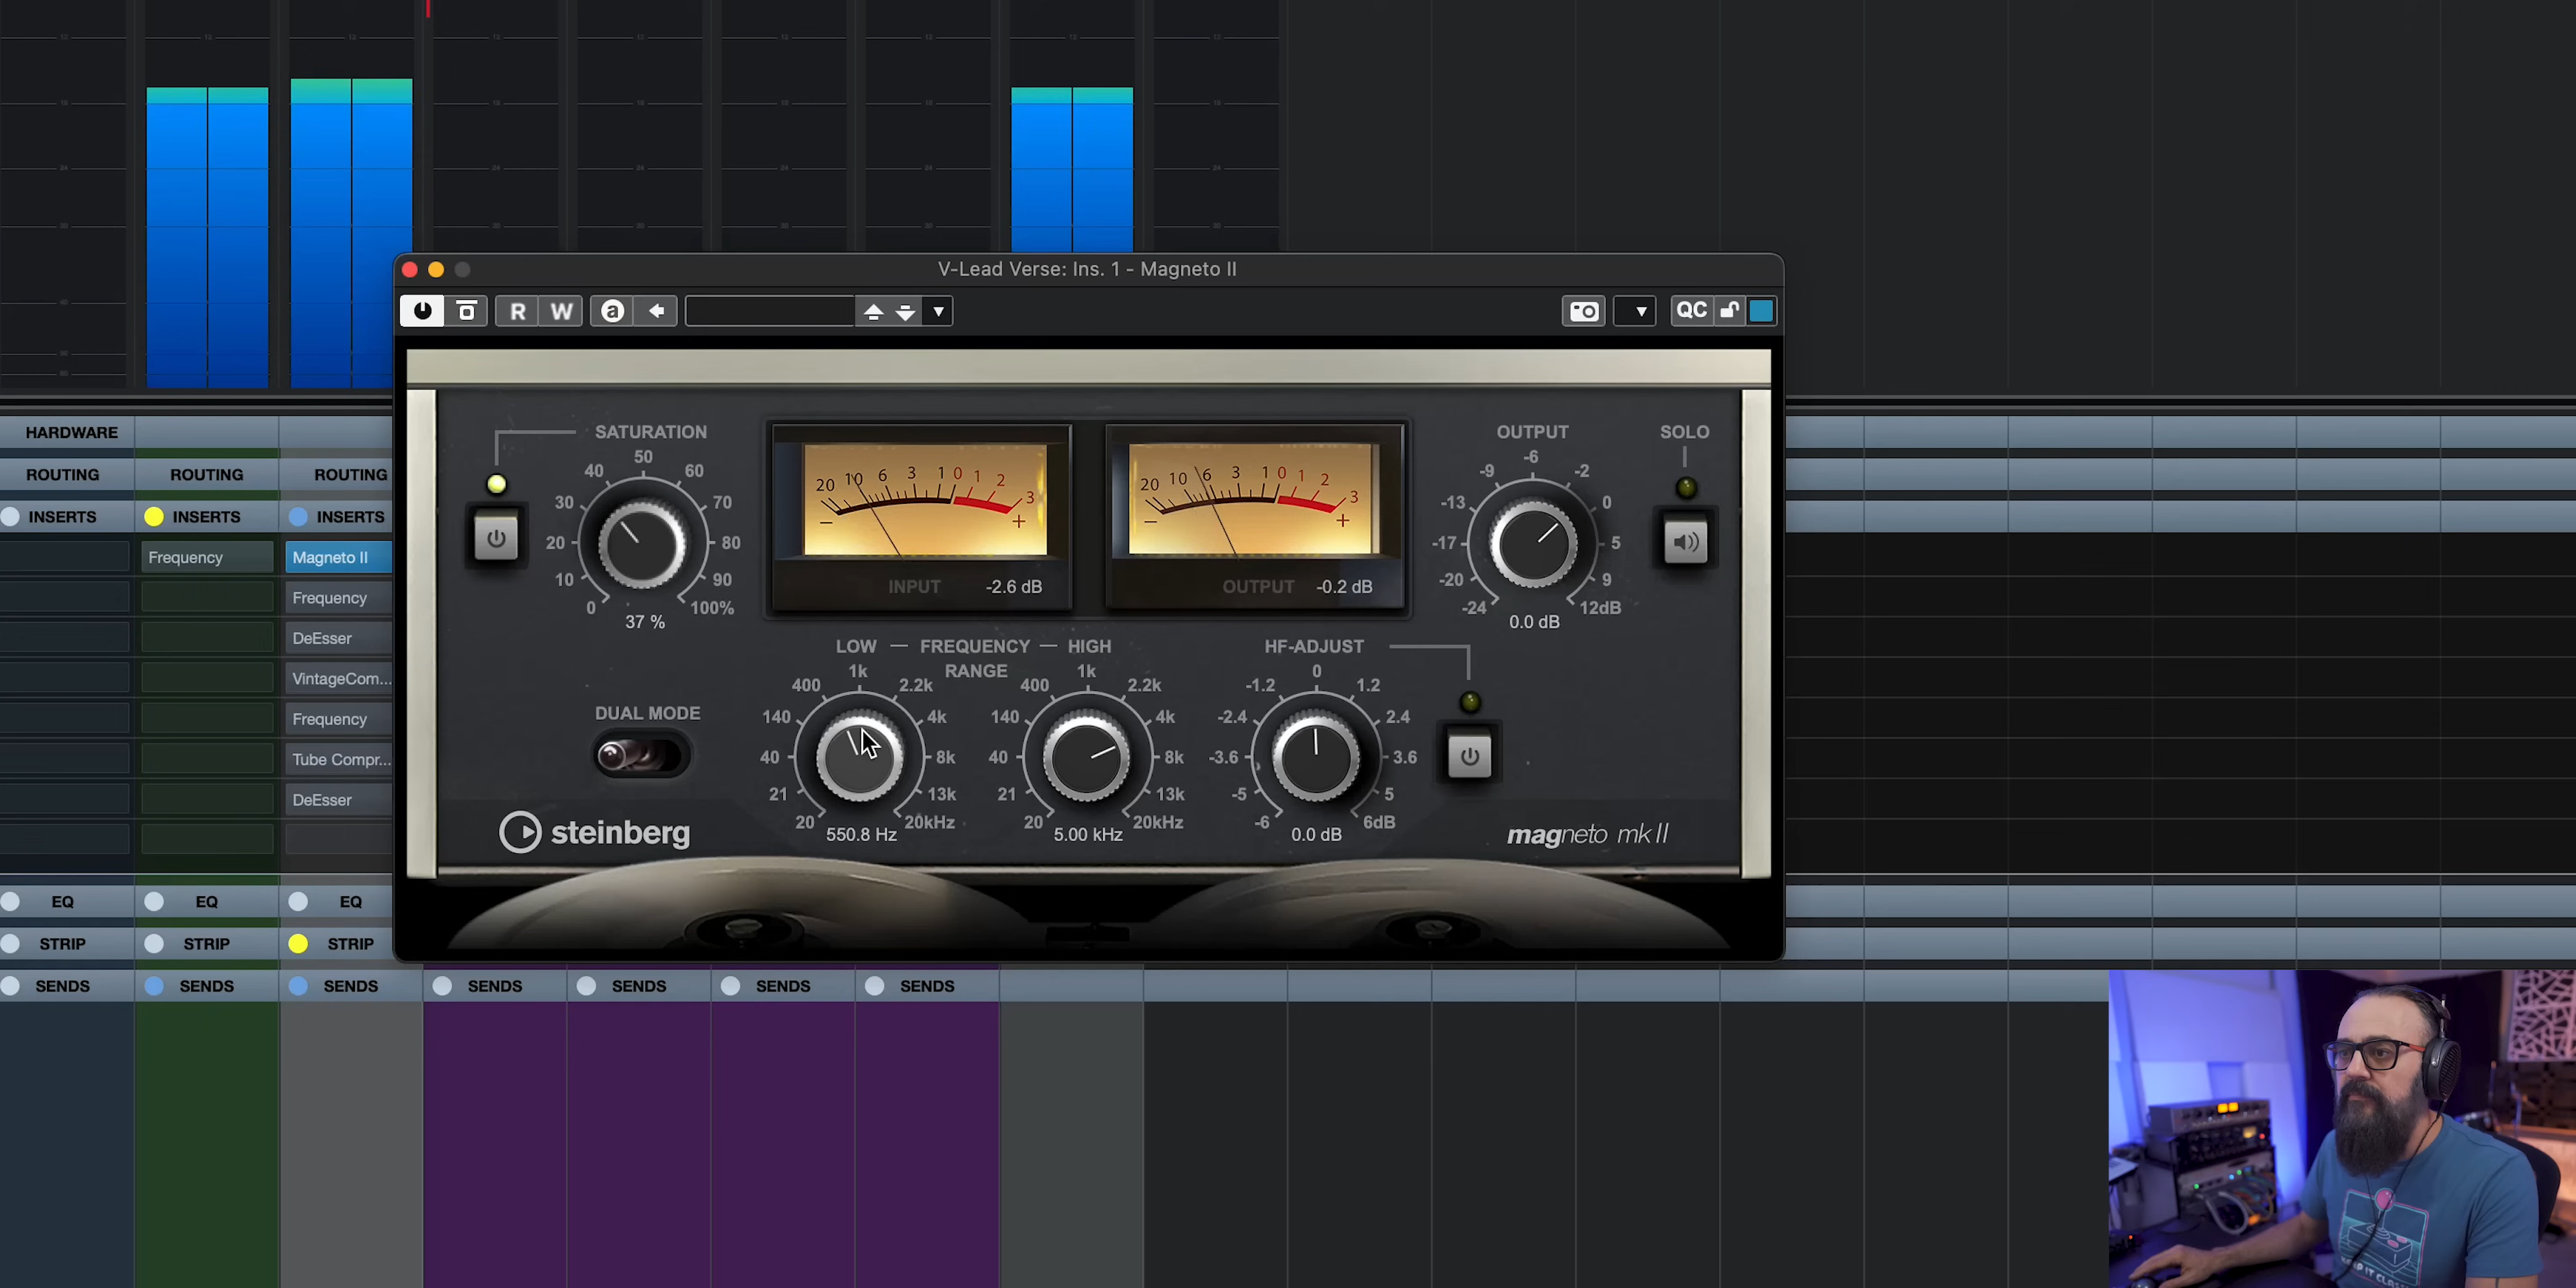 V-Lead Verse: Ins. 1 - Magneto II
R W a QC
HARDWARE
ROUTING ROUTING ROUTING
INSERTS INSERTS INSERTS
Frequency Magneto II
Frequency
DeEsser
VintageCom...
Frequency
Tube Compr...
DeEsser
EQ EQ EQ
STRIP STRIP STRIP
SENDS SENDS SENDS SENDS SENDS SENDS SENDS
SATURATION
0 10 20 30 40 50 60 70 80 90 100%
37 %
20 10 6 3 1 0 1 2 3
- +
INPUT -2.6 dB
20 10 6 3 1 0 1 2 3
- +
OUTPUT -0.2 dB
OUTPUT
-24 -20 -17 -13 -9 -6 -2 0 5 9 12dB
0.0 dB
SOLO
DUAL MODE
LOW — FREQUENCY — HIGH
RANGE
20 21 40 140 400 1k 2.2k 4k 8k 13k 20kHz
550.8 Hz
20 21 40 140 400 1k 2.2k 4k 8k 13k 20kHz
5.00 kHz
HF-ADJUST
-6 -5 -3.6 -2.4 -1.2 0 1.2 2.4 3.6 5 6dB
0.0 dB
steinberg
magneto mk II